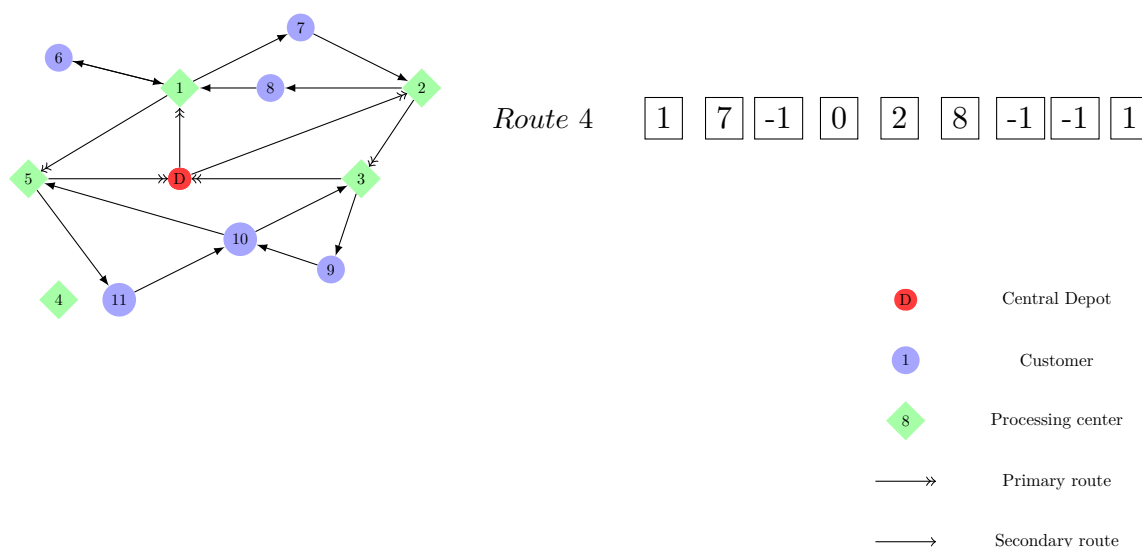 7
6
1
8
2
Route 4 1 7 -1 0 2 8 -1 -1 1
5
D
3
10
9
4
11
D Central Depot
1 Customer
8 Processing center
Primary route
Secondary route